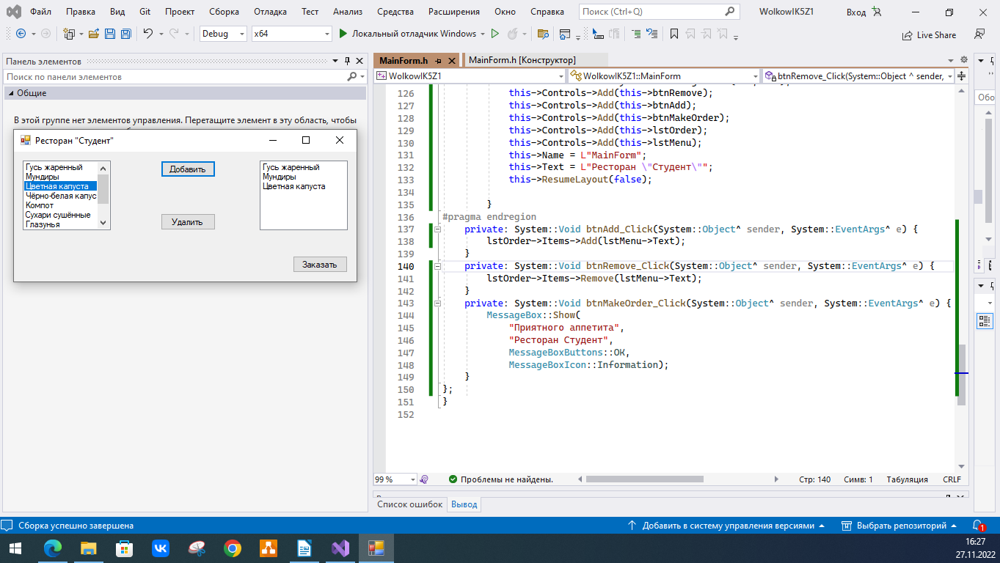 Файл Правка Вид Git Проект Сборка Отладка Тест Анализ Средства Расширения Окно Справка Поиск (Ctrl+Q) WolkowIK5Z1 Вход
Debug x64 Локальный отладчик Windows Live Share
Панель элементов
Поиск по панели элементов
Общие
В этой группе нет элементов управления. Перетащите элемент в эту область, чтобы
Ресторан "Студент"
Гусь жаренный
Мундиры
Цветная капуста
Чёрно-белая капус
Компот
Сухари сушённые
Глазунья
Добавить
Удалить
Гусь жаренный
Мундиры
Цветная капуста
Заказать
MainForm.h MainForm.h [Конструктор]
WolkowIK5Z1 WolkowIK5Z1::MainForm btnRemove_Click(System::Object ^ sender,
126 this->Controls->Add(this->btnRemove);
127 this->Controls->Add(this->btnAdd);
128 this->Controls->Add(this->btnMakeOrder);
129 this->Controls->Add(this->lstOrder);
130 this->Controls->Add(this->lstMenu);
131 this->Name = L"MainForm";
132 this->Text = L"Ресторан \"Студент\"";
133 this->ResumeLayout(false);
134
135 }
136 #pragma endregion
137 private: System::Void btnAdd_Click(System::Object^ sender, System::EventArgs^ e) {
138 lstOrder->Items->Add(lstMenu->Text);
139 }
140 private: System::Void btnRemove_Click(System::Object^ sender, System::EventArgs^ e) {
141 lstOrder->Items->Remove(lstMenu->Text);
142 }
143 private: System::Void btnMakeOrder_Click(System::Object^ sender, System::EventArgs^ e) {
144 MessageBox::Show(
145 "Приятного аппетита",
146 "Ресторан Студент",
147 MessageBoxButtons::OK,
148 MessageBoxIcon::Information);
149 }
150 };
151 }
152
Обо
99 % Проблемы не найдены. Стр: 140 Симв: 1 Табуляция CRLF
Список ошибок Вывод
Сборка успешно завершена Добавить в систему управления версиями Выбрать репозиторий 1
16:27
27.11.2022